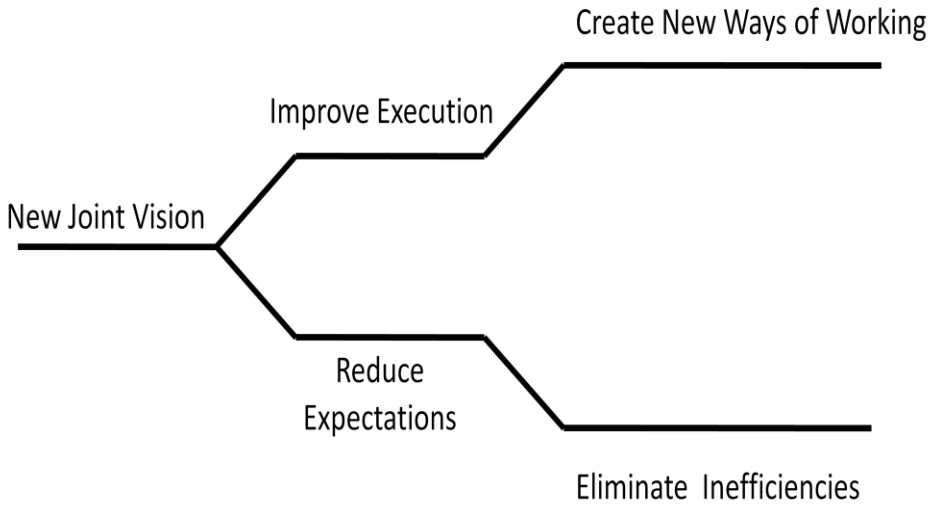 Create New Ways of Working
Improve Execution
New Joint Vision
Reduce
Expectations
Eliminate Inefficiencies